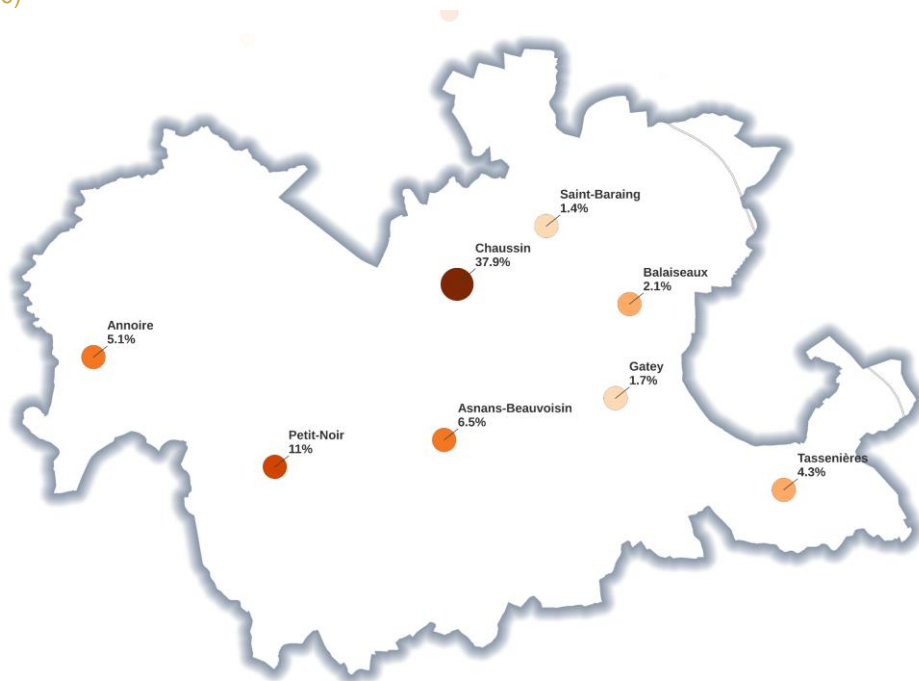 Saint-Baraing
1.4%
Chaussin
37.9%
Balaiseaux
2.1%
Annoire
5.1%
Gatey
1.7%
Asnans-Beauvoisin
6.5%
Petit-Noir
11%
Tassenières
4.3%